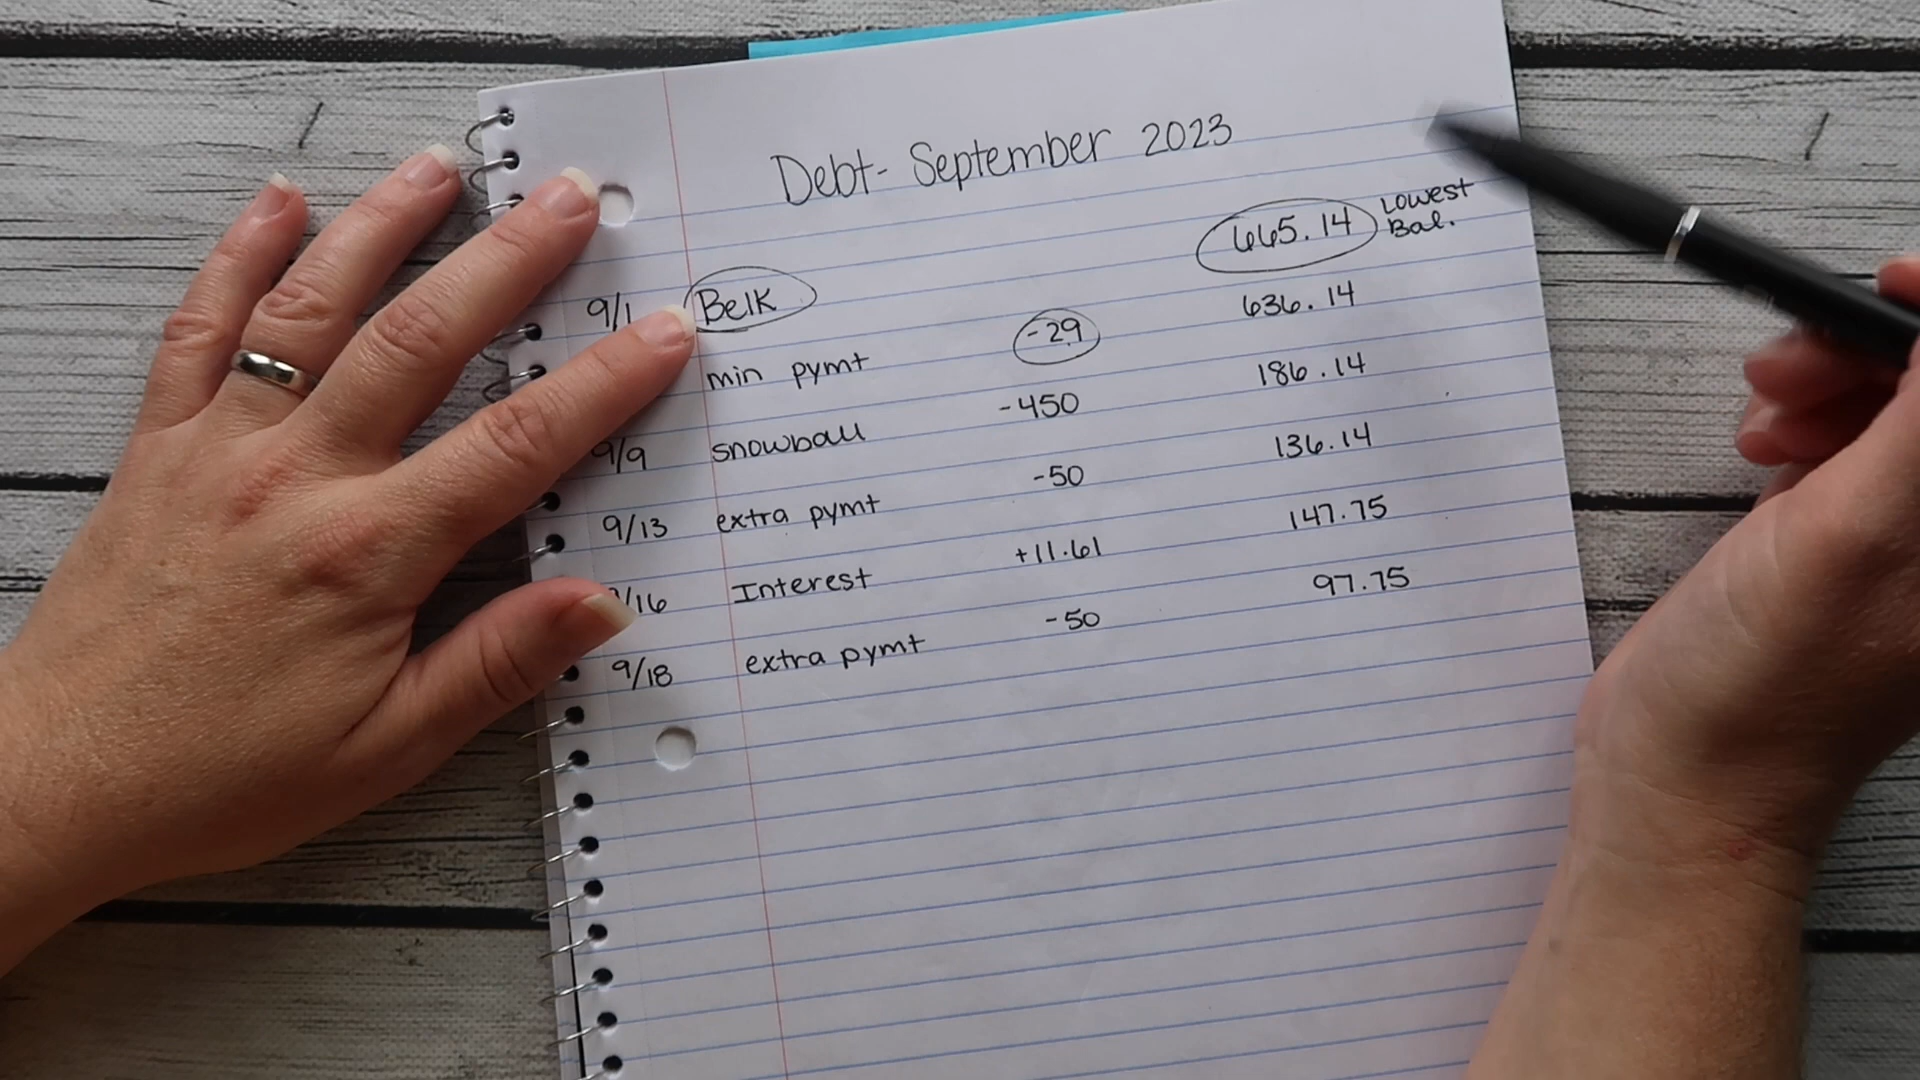 Debt- September 2023
665.14 Lowest Bal.
9/1 Belk
min pymt -29 636.14
9/9 snowball -450 186.14
9/13 extra pymt -50 136.14
9/16 Interest +11.61 147.75
9/18 extra pymt -50 97.75